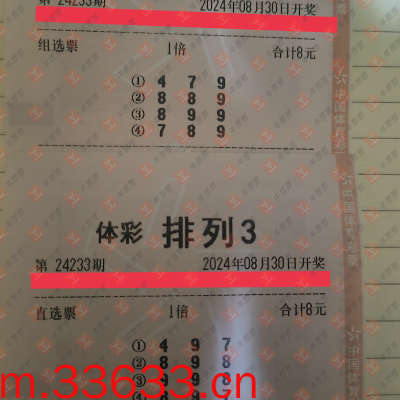 第 24233期 2024年08月30日开奖
组选票 1倍 合计8元
① 4 7 9
② 8 8 9
③ 8 9 9
④ 7 8 9
体彩 排列3
第 24233期 2024年08月30日开奖
直选票 1倍 合计8元
① 4 9 7
② 8 9 8
③ 9 9 8
m.33633.cn